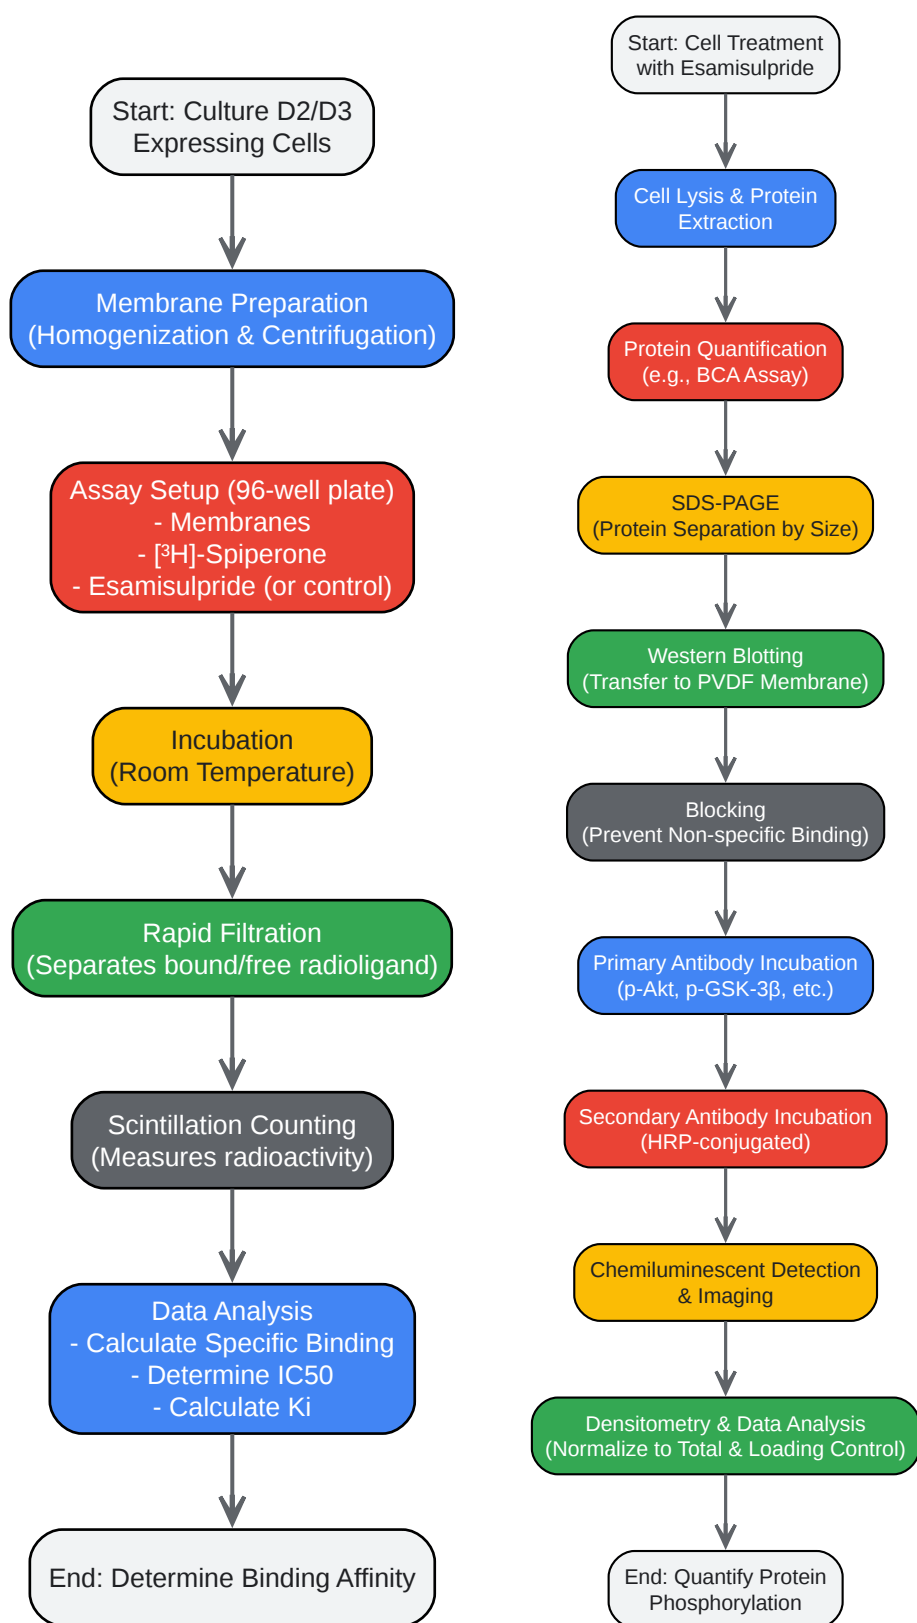 Start: Culture D2/D3
Expressing Cells
Membrane Preparation
(Homogenization & Centrifugation)
Assay Setup (96-well plate)
- Membranes
- [³H]-Spiperone
- Esamisulpride (or control)
Incubation
(Room Temperature)
Rapid Filtration
(Separates bound/free radioligand)
Scintillation Counting
(Measures radioactivity)
Data Analysis
- Calculate Specific Binding
- Determine IC50
- Calculate Ki
End: Determine Binding Affinity
Start: Cell Treatment
with Esamisulpride
Cell Lysis & Protein
Extraction
Protein Quantification
(e.g., BCA Assay)
SDS-PAGE
(Protein Separation by Size)
Western Blotting
(Transfer to PVDF Membrane)
Blocking
(Prevent Non-specific Binding)
Primary Antibody Incubation
(p-Akt, p-GSK-3β, etc.)
Secondary Antibody Incubation
(HRP-conjugated)
Chemiluminescent Detection
& Imaging
Densitometry & Data Analysis
(Normalize to Total & Loading Control)
End: Quantify Protein
Phosphorylation